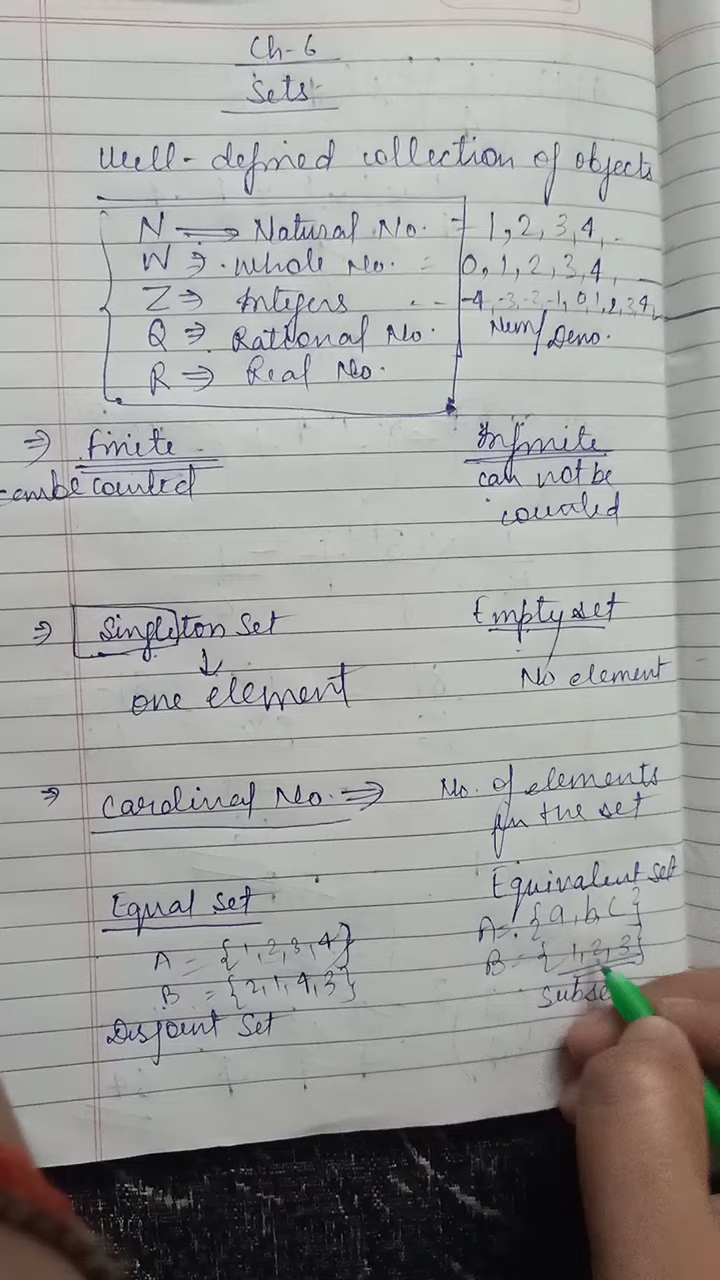 Ch-6
Sets
Well-defined collection of objects
N ⇒ Natural No. = 1, 2, 3, 4, ..
W ⇒ Whole No. = 0, 1, 2, 3, 4,
Z ⇒ Integers .. -4, -3, -2, -1, 0, 1, 2, 3, 4,
Q ⇒ Rational No. Num/Deno.
R ⇒ Real No.
⇒ Finite Infinite
can be counted can not be
counted
⇒ Singleton Set Empty set
↓ No element
one element
⇒ Cardinal No. ⇒ No. of elements
in the set
Equal Set Equivalent Set
A = {1, 2, 3, 4} A = {a, b, c}
B = {2, 1, 4, 3} B = {1, 2, 3}
Disjoint Set